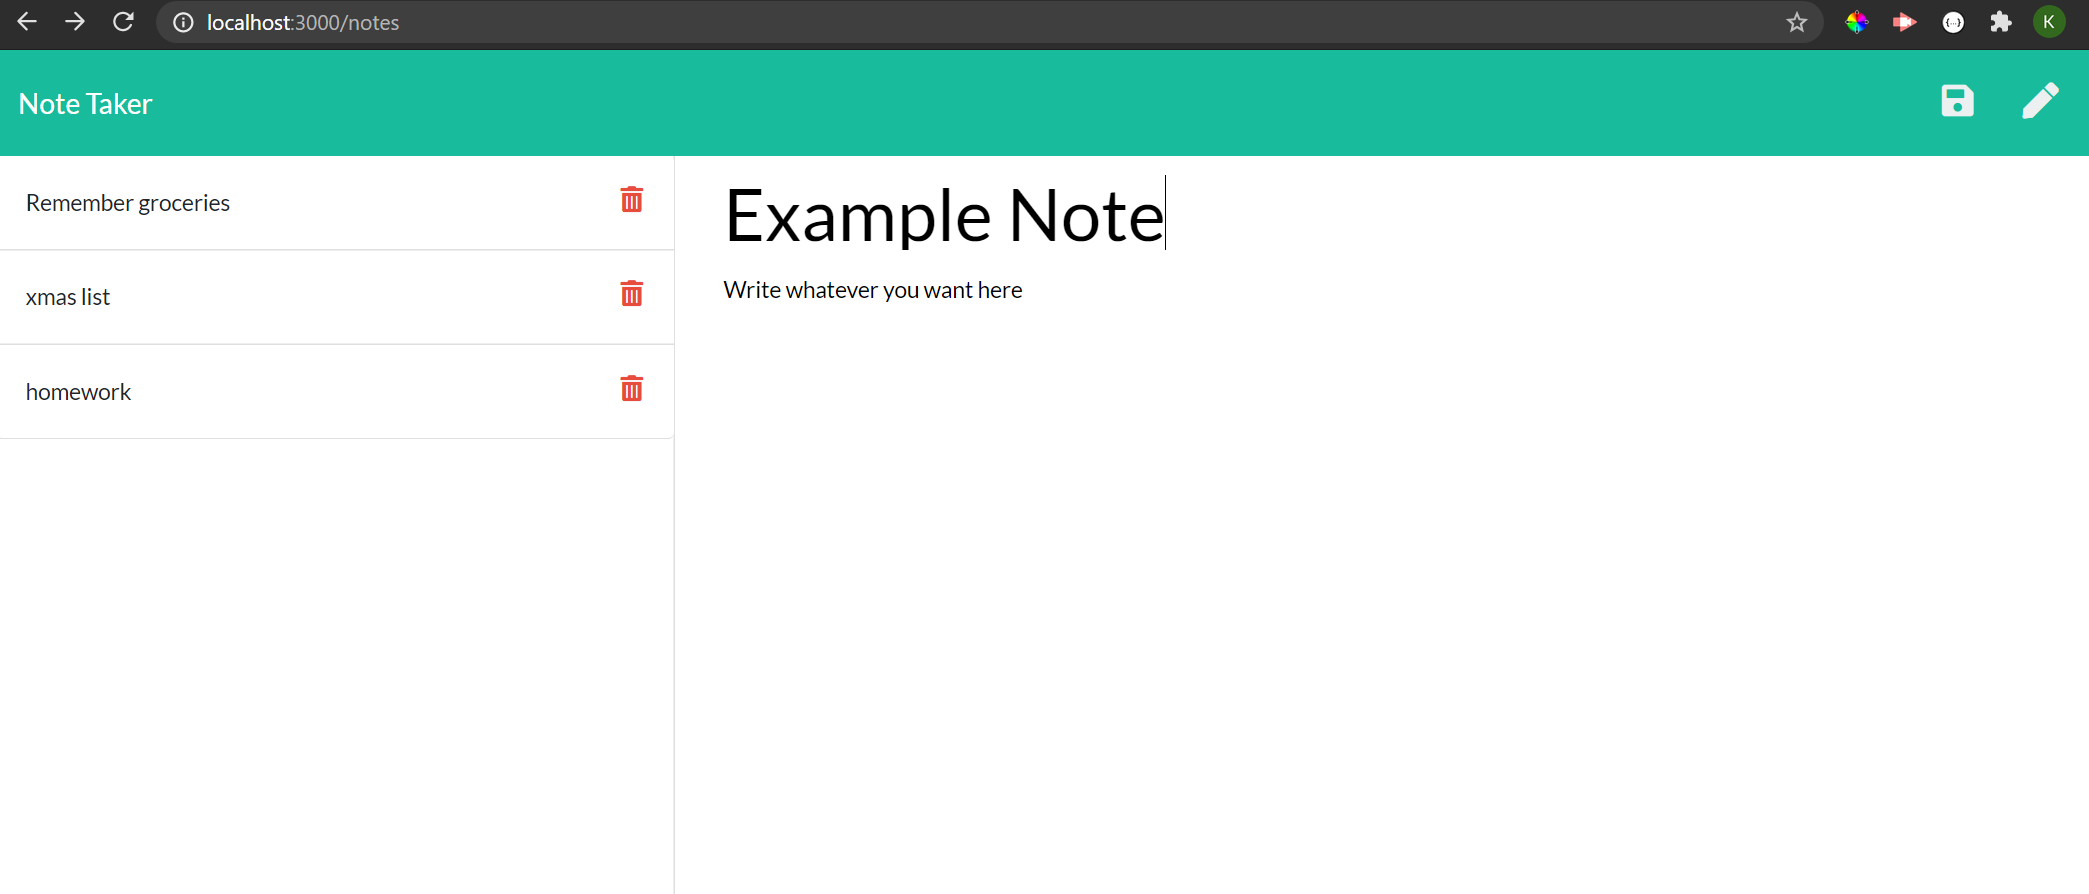 localhost:3000/notes
{...}
K
Note Taker
Remember groceries
xmas list
homework
Example Note
Write whatever you want here